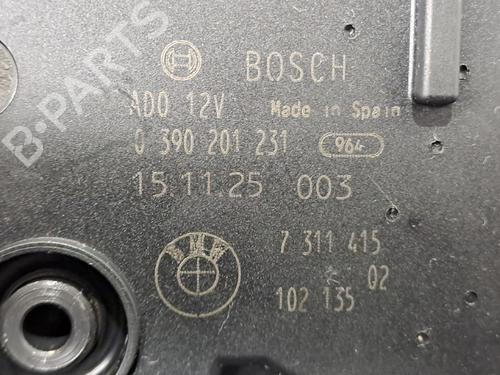 BOSCH
ADO 12V Made in Spain
0 390 201 231 964
15.11.25 003
BMW
7 311 415
02
102 135
B-PARTS